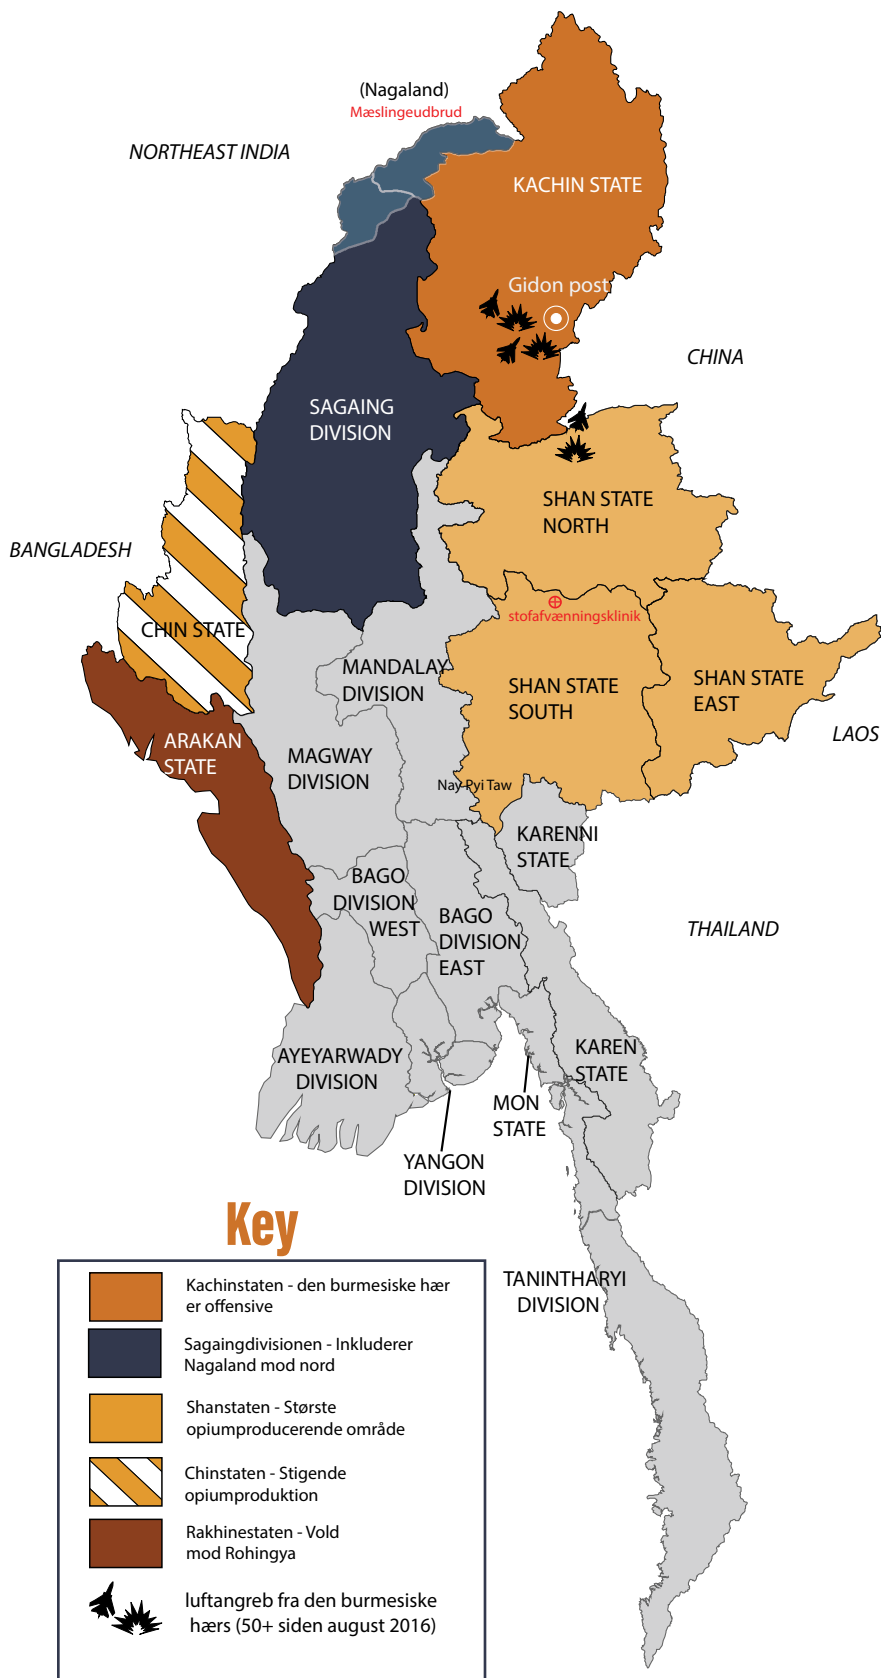 (Nagaland)
Mæslingeudbrud
NORTHEAST INDIA
KACHIN STATE
Gidon post
CHINA
SAGAING
DIVISION
SHAN STATE
NORTH
BANGLADESH
stofafvænningsklinik
CHIN STATE
MANDALAY
DIVISION
SHAN STATE
SOUTH
SHAN STATE
EAST
LAOS
ARAKAN
STATE
MAGWAY
DIVISION
Nay Pyi Taw
KARENNI
STATE
BAGO
DIVISION
WEST
BAGO
DIVISION
EAST
THAILAND
AYEYARWADY
DIVISION
KAREN
STATE
MON
STATE
YANGON
DIVISION
TANINTHARYI
DIVISION
Key
Kachinstaten - den burmesiske hær
er offensive
Sagaingdivisionen - Inkluderer
Nagaland mod nord
Shanstaten - Største
opiumproducerende område
Chinstaten - Stigende
opiumproduktion
Rakhinestaten - Vold
mod Rohingya
luftangreb fra den burmesiske
hærs (50+ siden august 2016)